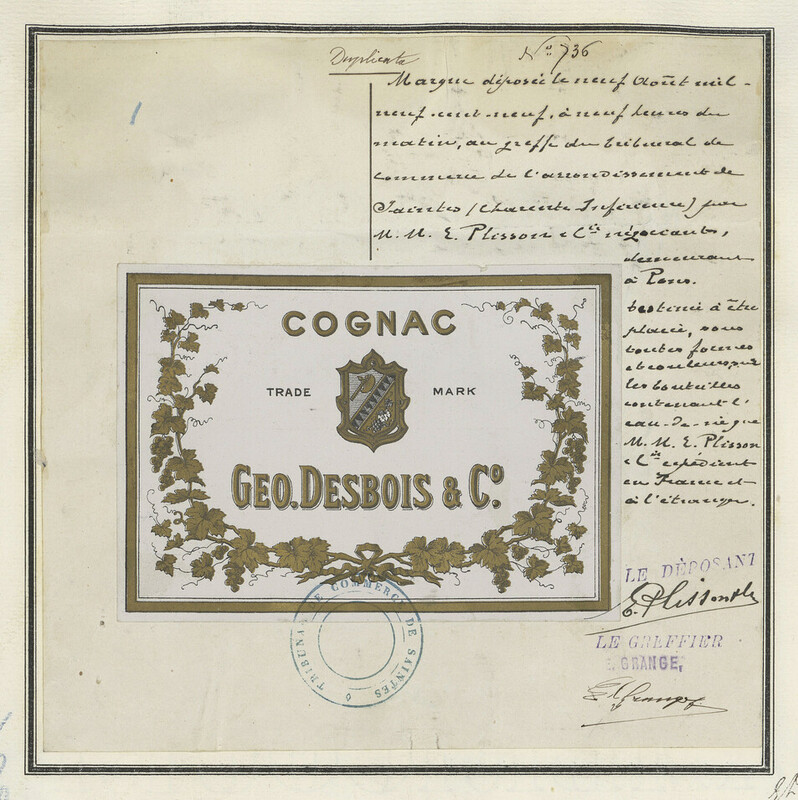 Duplicata
No 736
Marque déposée le neuf Août mil-
neuf-cent-neuf, à neuf heures du
matin, au greffe du tribunal de
commerce de l'arrondissement de
Saintes (Charente Inférieure) par
M. M. E. Plisson & Cie négociants,
demeurant
à Pons.
Destiné à être
placée, sous
toutes formes
et couleurs, sur
les bouteilles
contenant l'
eau-de-vie que
M. M. E. Plisson
& Cie expédient
en France et
à l'étranger.
COGNAC
TRADE MARK
GEO. DESBOIS & Co.
TRIBUNAL DE COMMERCE DE SAINTES
LE DÉPOSANT
E. Plisson & Cie
LE GREFFIER
GRANGE,